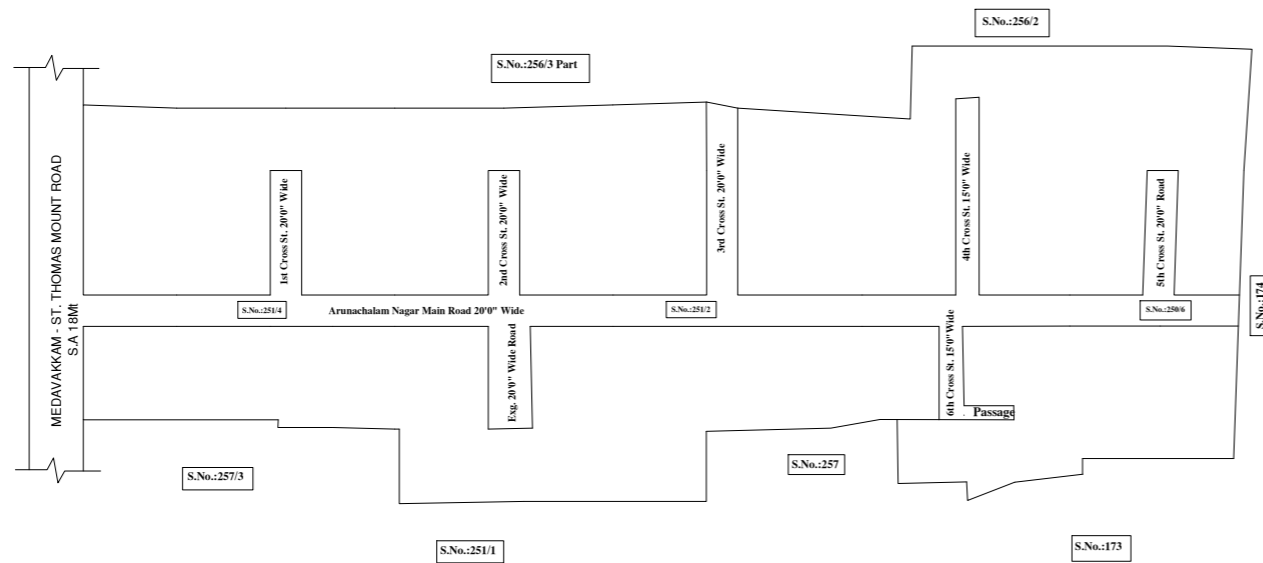 S.No.:256/2
S.No.:256/3 Part
MEDAVAKKAM - ST. THOMAS MOUNT ROAD
S.A 18Mt
1st Cross St. 20'0" Wide
2nd Cross St. 20'0" Wide
3rd Cross St. 20'0" Wide
4th Cross St. 15'0" Wide
5th Cross St. 20'0" Road
S.No.:174
S.No.:251/4
Arunachalam Nagar Main Road 20'0" Wide
S.No.:251/2
S.No.:250/6
Exg. 20'0" Wide Road
6th Cross St. 15'0"Wide
Passage
S.No.:257/3
S.No.:257
S.No.:251/1
S.No.:173